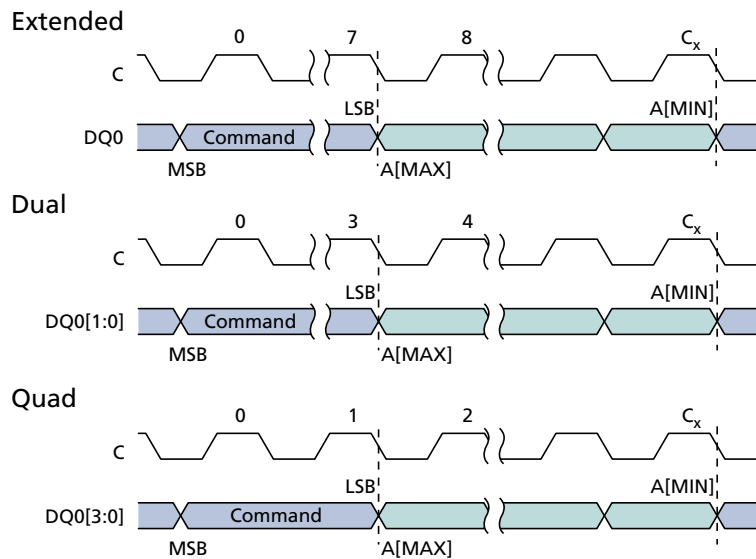 Extended
0 7 8 Cx
C
LSB A[MIN]
DQ0 Command
MSB A[MAX]
Dual
0 3 4 Cx
C
LSB A[MIN]
DQ0[1:0] Command
MSB A[MAX]
Quad
0 1 2 Cx
C
LSB A[MIN]
DQ0[3:0] Command
MSB A[MAX]